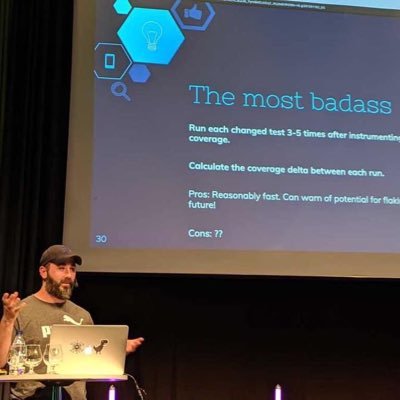 The most badass
Run each changed test 3-5 times after instrumenting
coverage.
Calculate the coverage delta between each run.
Pros: Reasonably fast. Can warn of potential for flaki
future!
Cons: ??
30